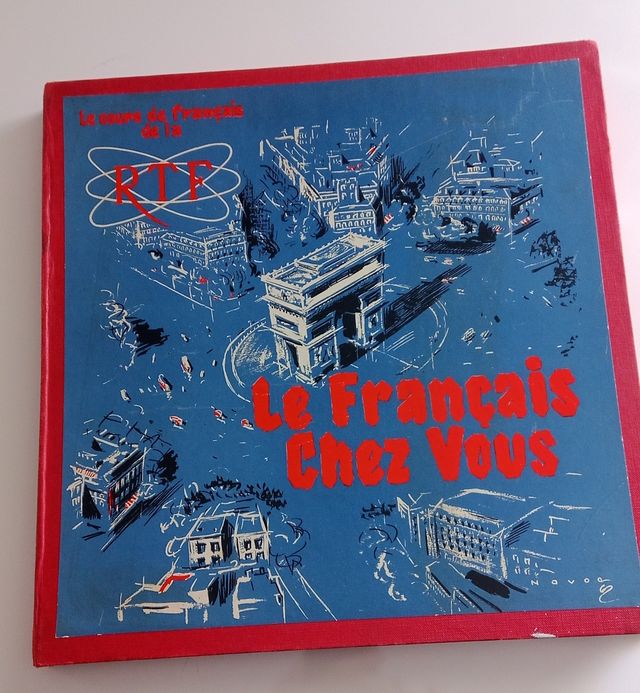 Le cours de français
de la
RTF
Le Français
Chez Vous